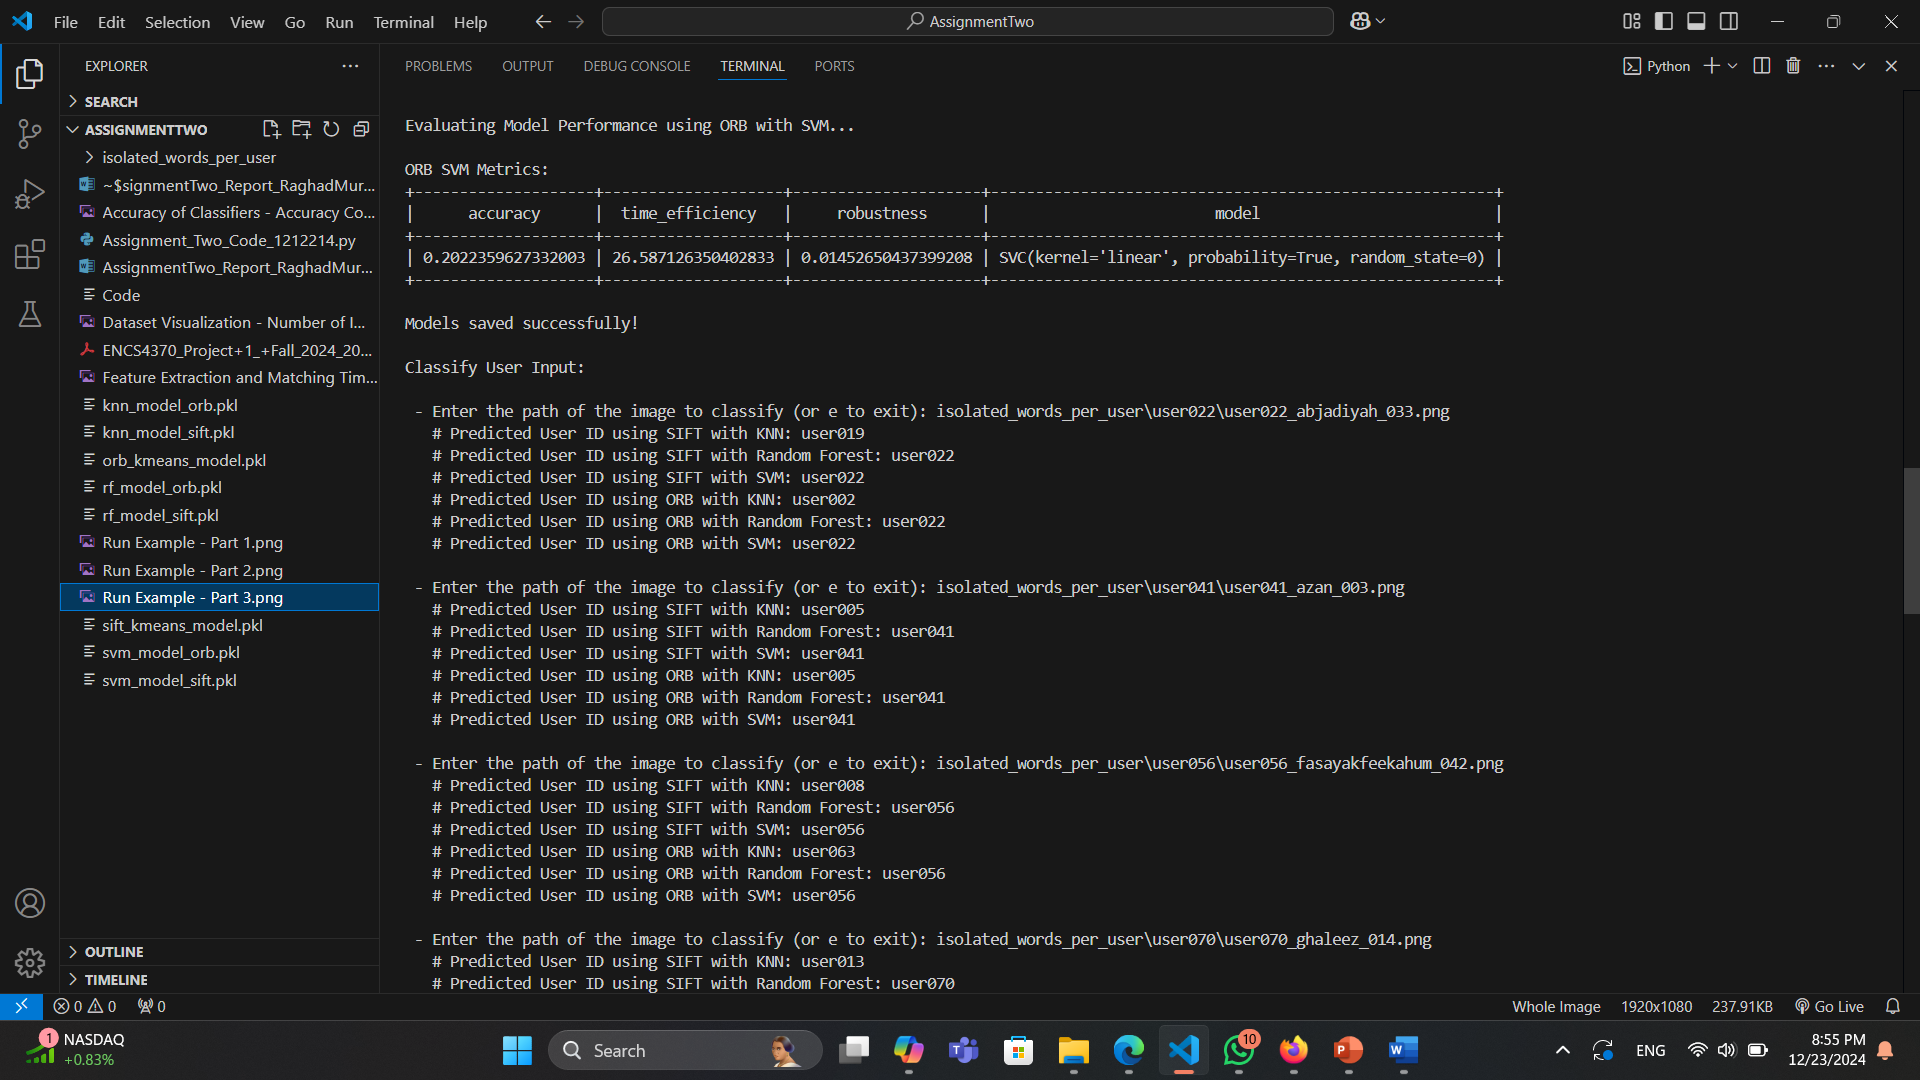 File Edit Selection View Go Run Terminal Help
AssignmentTwo
EXPLORER
SEARCH
ASSIGNMENTTWO
isolated_words_per_user
~$signmentTwo_Report_RaghadMur...
Accuracy of Classifiers - Accuracy Co...
Assignment_Two_Code_1212214.py
AssignmentTwo_Report_RaghadMur...
Code
Dataset Visualization - Number of I...
ENCS4370_Project+1_+Fall_2024_20...
Feature Extraction and Matching Tim...
knn_model_orb.pkl
knn_model_sift.pkl
orb_kmeans_model.pkl
rf_model_orb.pkl
rf_model_sift.pkl
Run Example - Part 1.png
Run Example - Part 2.png
Run Example - Part 3.png
sift_kmeans_model.pkl
svm_model_orb.pkl
svm_model_sift.pkl
OUTLINE
TIMELINE
PROBLEMS OUTPUT DEBUG CONSOLE TERMINAL PORTS
Python
Evaluating Model Performance using ORB with SVM...
ORB SVM Metrics:
+--------------------+--------------------+---------------------+--------------------------------------------------------+
| accuracy | time_efficiency | robustness | model |
+--------------------+--------------------+---------------------+--------------------------------------------------------+
| 0.2022359627332003 | 26.587126350402833 | 0.01452650437399208 | SVC(kernel='linear', probability=True, random_state=0) |
+--------------------+--------------------+---------------------+--------------------------------------------------------+
Models saved successfully!
Classify User Input:
- Enter the path of the image to classify (or e to exit): isolated_words_per_user\user022\user022_abjadiyah_033.png
# Predicted User ID using SIFT with KNN: user019
# Predicted User ID using SIFT with Random Forest: user022
# Predicted User ID using SIFT with SVM: user022
# Predicted User ID using ORB with KNN: user002
# Predicted User ID using ORB with Random Forest: user022
# Predicted User ID using ORB with SVM: user022
- Enter the path of the image to classify (or e to exit): isolated_words_per_user\user041\user041_azan_003.png
# Predicted User ID using SIFT with KNN: user005
# Predicted User ID using SIFT with Random Forest: user041
# Predicted User ID using SIFT with SVM: user041
# Predicted User ID using ORB with KNN: user005
# Predicted User ID using ORB with Random Forest: user041
# Predicted User ID using ORB with SVM: user041
- Enter the path of the image to classify (or e to exit): isolated_words_per_user\user056\user056_fasayakfeekahum_042.png
# Predicted User ID using SIFT with KNN: user008
# Predicted User ID using SIFT with Random Forest: user056
# Predicted User ID using SIFT with SVM: user056
# Predicted User ID using ORB with KNN: user063
# Predicted User ID using ORB with Random Forest: user056
# Predicted User ID using ORB with SVM: user056
- Enter the path of the image to classify (or e to exit): isolated_words_per_user\user070\user070_ghaleez_014.png
# Predicted User ID using SIFT with KNN: user013
# Predicted User ID using SIFT with Random Forest: user070
0 0 0
Whole Image 1920x1080 237.91KB Go Live
1 NASDAQ
+0.83%
Search
10
ENG
8:55 PM
12/23/2024